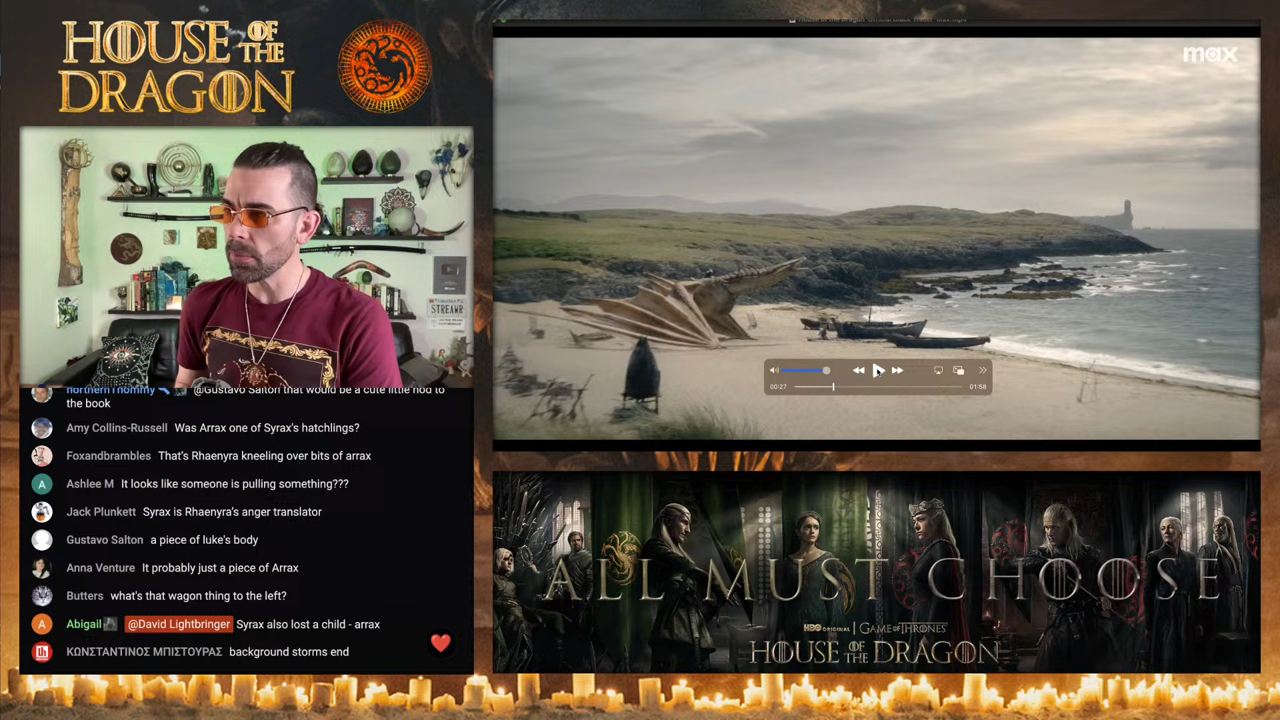 HOUSE OF THE
DRAGON
max
00:27
01:58
STREAMR
northernThommy @Gustavo Salton that would be a cute little nod to
the book
Amy Collins-Russell Was Arrax one of Syrax's hatchlings?
Foxandbrambles That's Rhaenyra kneeling over bits of arrax
A Ashlee M It looks like someone is pulling something???
Jack Plunkett Syrax is Rhaenyra's anger translator
Gustavo Salton a piece of luke's body
Anna Venture It probably just a piece of Arrax
Butters what's that wagon thing to the left?
A Abigail @David Lightbringer Syrax also lost a child - arrax
ΚΩΝΣΤΑΝΤΙΝΟΣ ΜΠΙΣΤΟΥΡΑΣ background storms end
ALL MUST CHOOSE
HBO ORIGINAL | GAME OF THRONES
HOUSE OF THE DRAGON